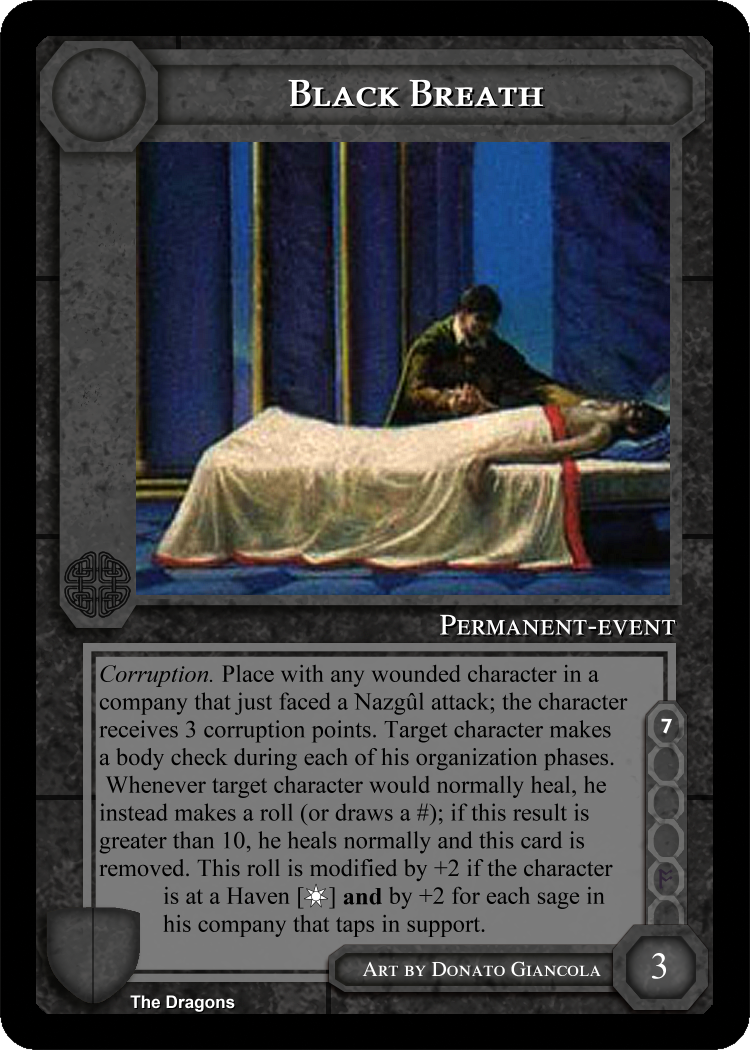 Black Breath
Permanent-event
Corruption. Place with any wounded character in a
company that just faced a Nazgûl attack; the character
receives 3 corruption points. Target character makes
a body check during each of his organization phases.
Whenever target character would normally heal, he
instead makes a roll (or draws a #); if this result is
greater than 10, he heals normally and this card is
removed. This roll is modified by +2 if the character
is at a Haven [☀] and by +2 for each sage in
his company that taps in support.
7
Art by Donato Giancola
3
The Dragons